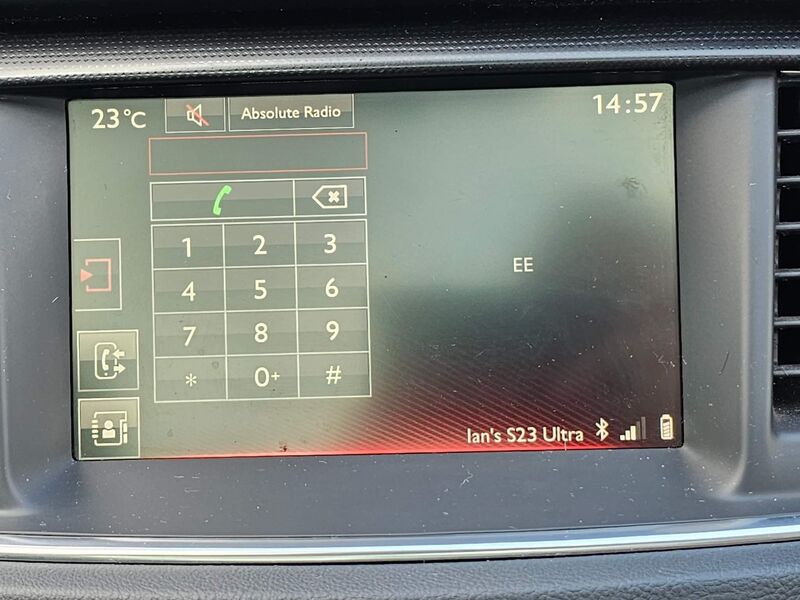 23°C
Absolute Radio
14:57
1 2 3
4 5 6
7 8 9
* 0+ #
EE
Ian's S23 Ultra